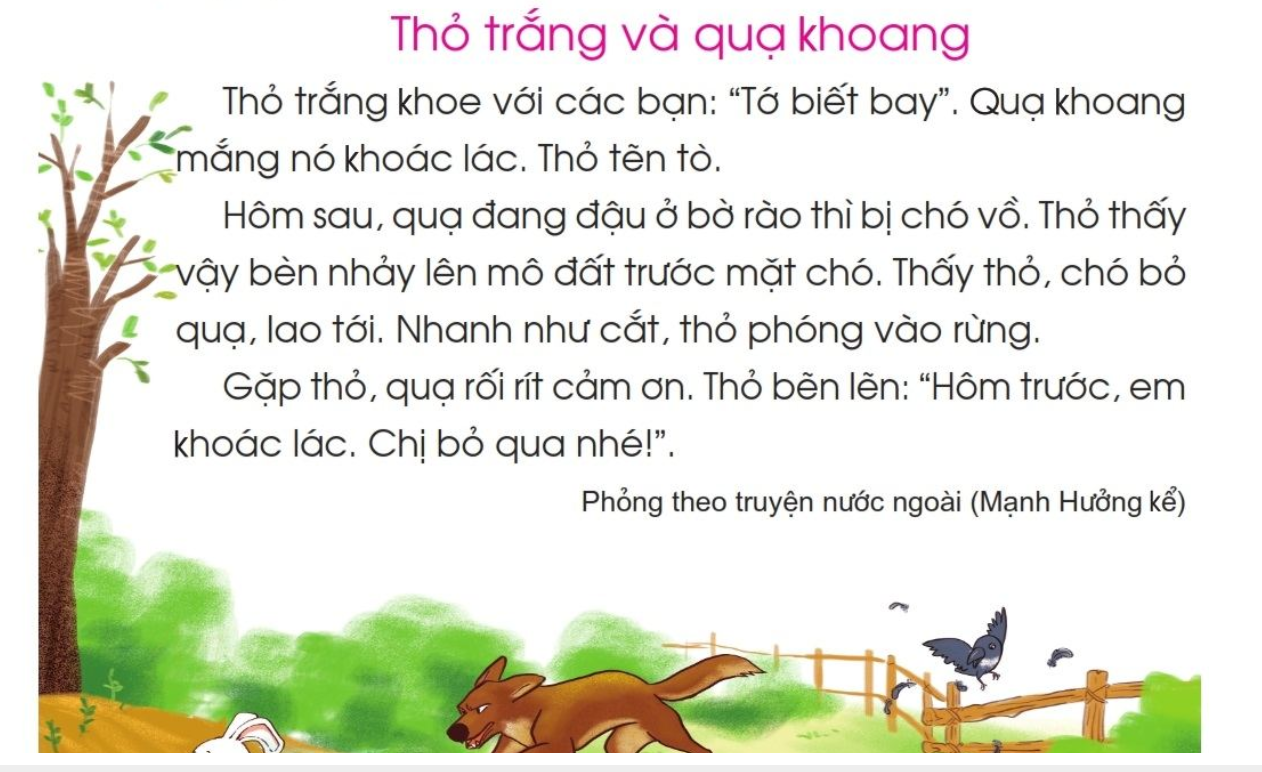 Thỏ trắng và quạ khoang
Thỏ trắng khoe với các bạn: “Tớ biết bay”. Quạ khoang
mắng nó khoác lác. Thỏ tẽn tò.
Hôm sau, quạ đang đậu ở bờ rào thì bị chó vồ. Thỏ thấy
vậy bèn nhảy lên mô đất trước mặt chó. Thấy thỏ, chó bỏ
quạ, lao tới. Nhanh như cắt, thỏ phóng vào rừng.
Gặp thỏ, quạ rối rít cảm ơn. Thỏ bẽn lẽn: “Hôm trước, em
khoác lác. Chị bỏ qua nhé!”.
Phỏng theo truyện nước ngoài (Mạnh Hưởng kể)